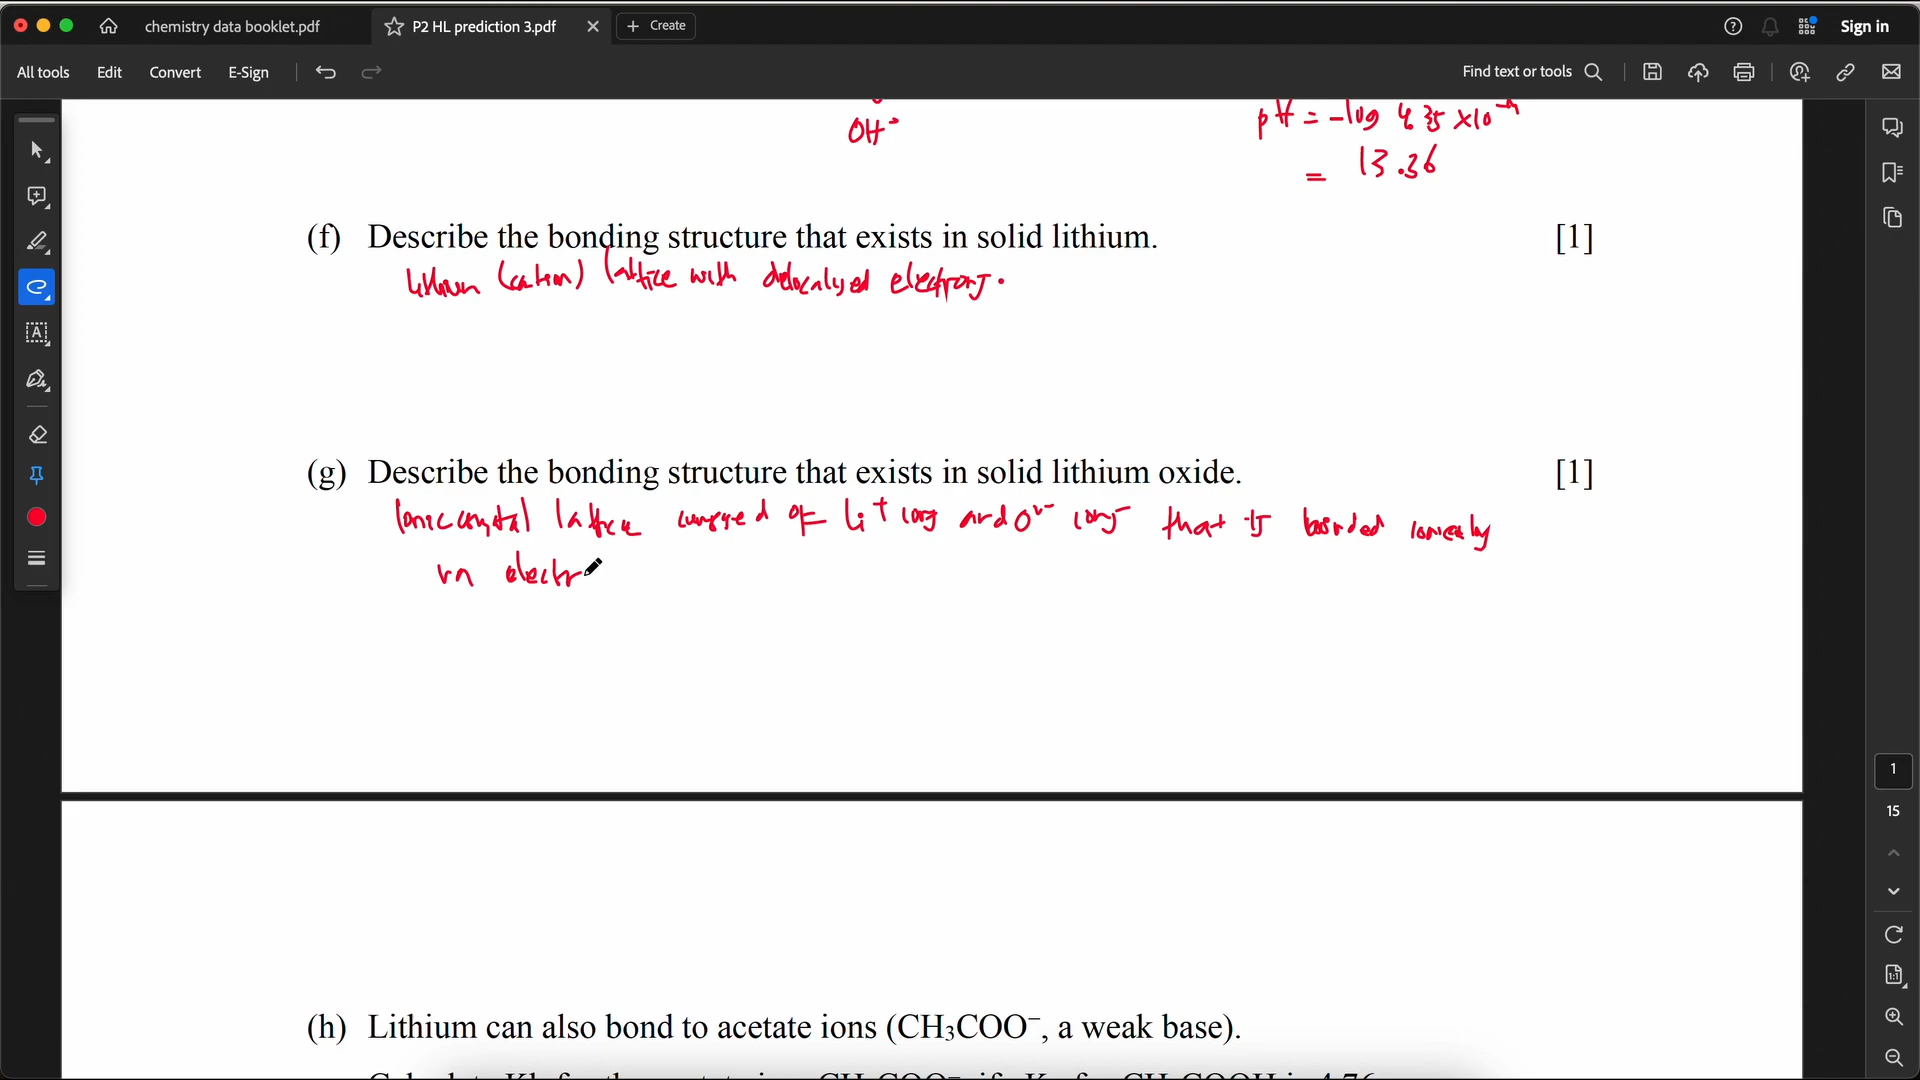 chemistry data booklet.pdf
P2 HL prediction 3.pdf
Create
Sign in
All tools
Edit
Convert
E-Sign
Find text or tools
OH-
pH = -log 4.35 x10
= 13.36
(f) Describe the bonding structure that exists in solid lithium. [1]
lithium (cation) lattice with delocalysed electrons.
(g) Describe the bonding structure that exists in solid lithium oxide. [1]
Ionic crystal lattice of Li+ ions and O2- ions that is bonded ionically
electr
1
15
(h) Lithium can also bond to acetate ions (CH₃COO⁻, a weak base).